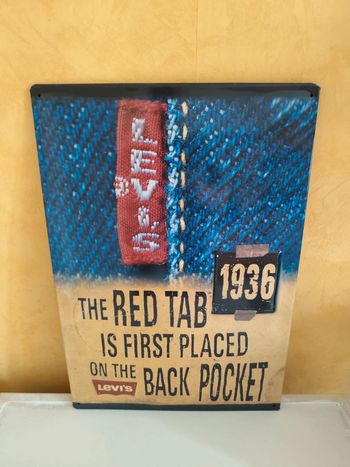 LEVI'S
1936
THE RED TAB
IS FIRST PLACED
ON THE BACK POCKET
Levi's